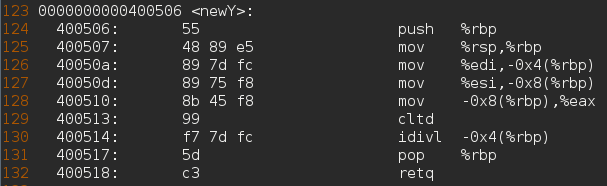 123 0000000000400506 <newY>:
124   400506:       55                      push   %rbp
125   400507:       48 89 e5                mov    %rsp,%rbp
126   40050a:       89 7d fc                mov    %edi,-0x4(%rbp)
127   40050d:       89 75 f8                mov    %esi,-0x8(%rbp)
128   400510:       8b 45 f8                mov    -0x8(%rbp),%eax
129   400513:       99                      cltd
130   400514:       f7 7d fc                idivl  -0x4(%rbp)
131   400517:       5d                      pop    %rbp
132   400518:       c3                      retq